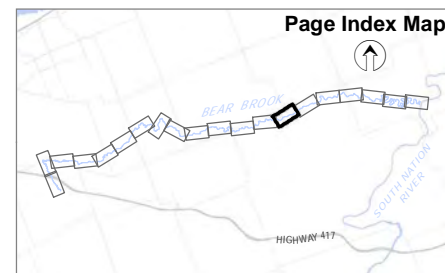 Page Index Map
BEAR BROOK
SOUTH NATION
RIVER
HIGHWAY 417